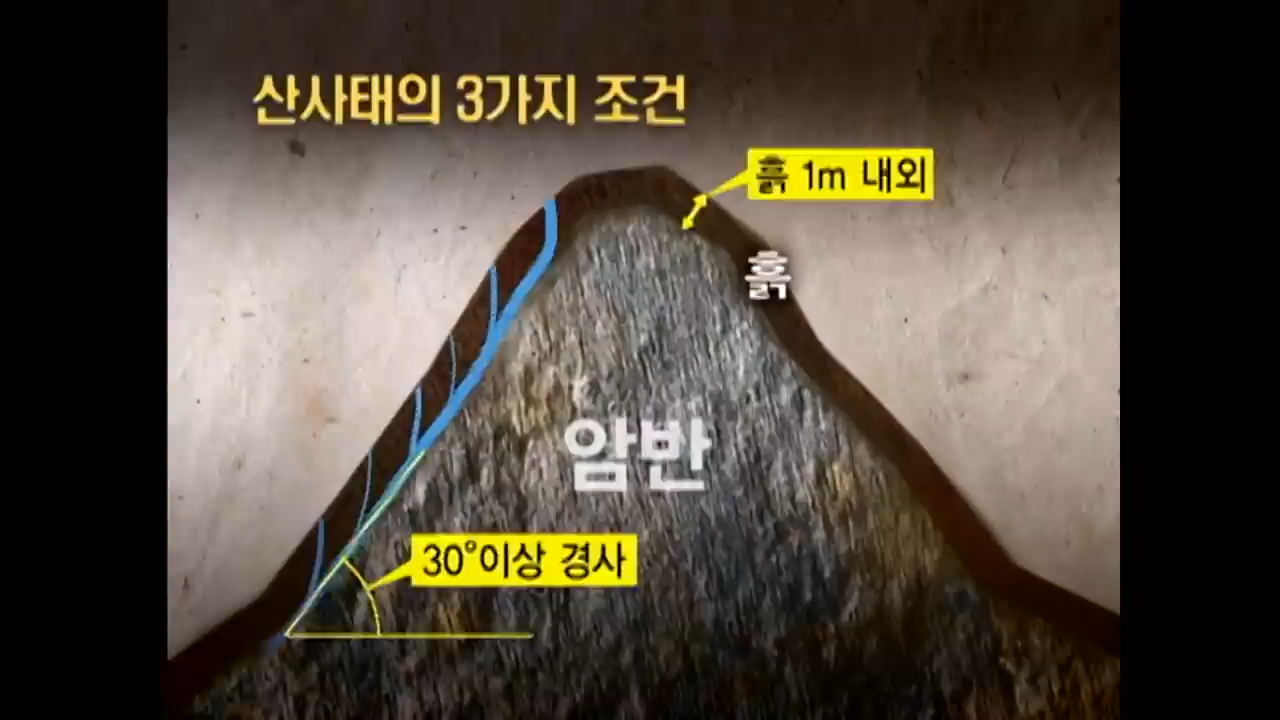 산사태의 3가지 조건
흙 1m 내외
흙
암반
30°이상 경사